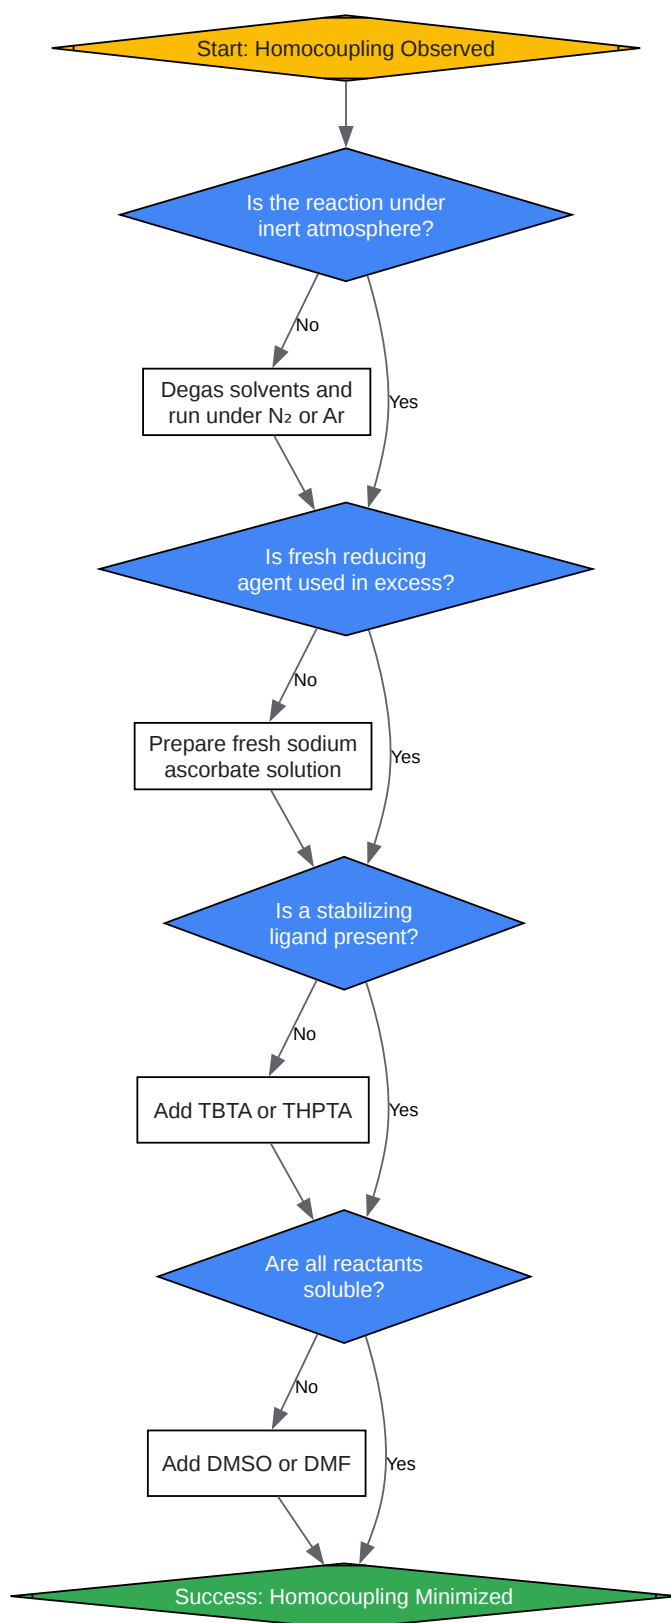 Start: Homocoupling Observed
Is the reaction under
inert atmosphere?
No
Yes
Degas solvents and
run under N₂ or Ar
Is fresh reducing
agent used in excess?
No
Yes
Prepare fresh sodium
ascorbate solution
Is a stabilizing
ligand present?
No
Yes
Add TBTA or THPTA
Are all reactants
soluble?
No
Yes
Add DMSO or DMF
Success: Homocoupling Minimized